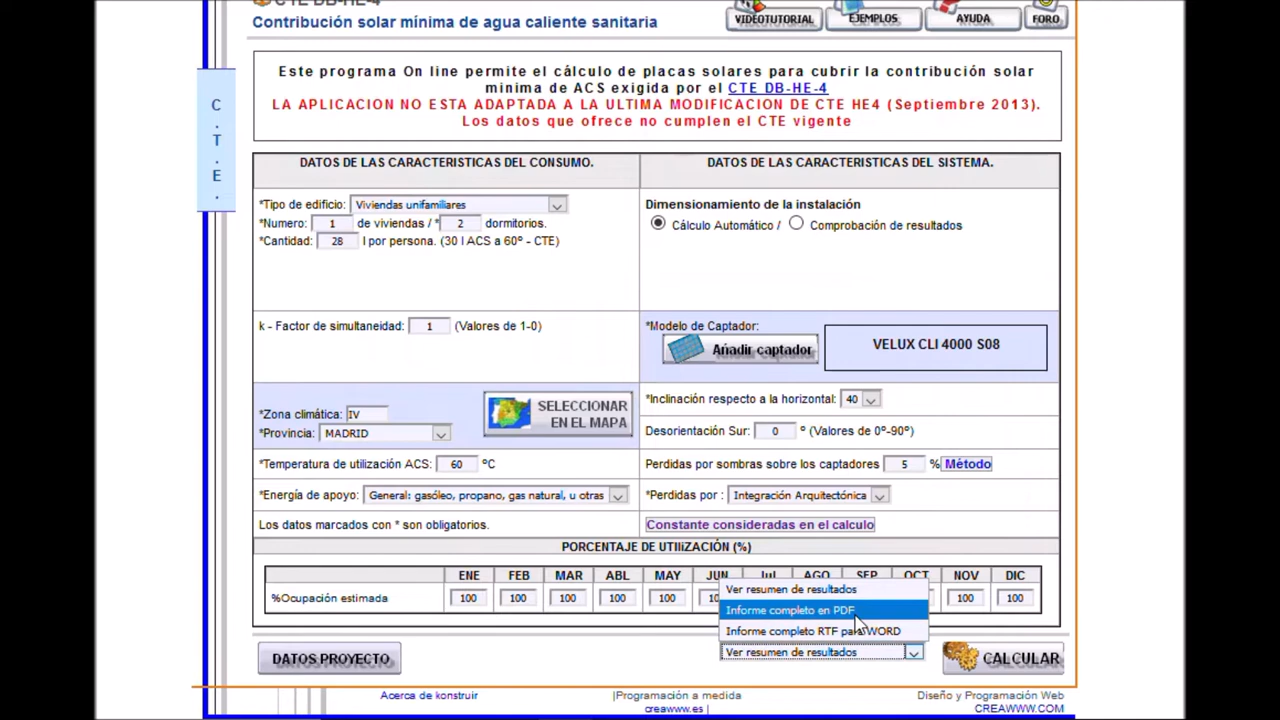 CTE DB-HE-4
Contribución solar mínima de agua caliente sanitaria
VIDEOTUTORIAL
EJEMPLOS
AYUDA
FORO
C
.
T
.
E
.
Este programa On line permite el cálculo de placas solares para cubrir la contribución solar
minima de ACS exigida por el CTE DB-HE-4
LA APLICACION NO ESTA ADAPTADA A LA ULTIMA MODIFICACION DE CTE HE4 (Septiembre 2013).
Los datos que ofrece no cumplen el CTE vigente
DATOS DE LAS CARACTERISTICAS DEL CONSUMO.
DATOS DE LAS CARACTERISTICAS DEL SISTEMA.
*Tipo de edificio: Viviendas unifamiliares
*Numero: 1 de viviendas / * 2 dormitorios.
*Cantidad: 28 l por persona. (30 l ACS a 60º - CTE)
Dimensionamiento de la instalación
Cálculo Automático / Comprobación de resultados
k - Factor de simultaneidad: 1 (Valores de 1-0)
*Modelo de Captador:
Añadir captador
VELUX CLI 4000 S08
*Zona climática: IV
*Provincia: MADRID
SELECCIONAR
EN EL MAPA
*Inclinación respecto a la horizontal: 40
Desorientación Sur: 0 º (Valores de 0º-90º)
*Temperatura de utilización ACS: 60 ºC
Perdidas por sombras sobre los captadores 5 % Método
*Energía de apoyo: General: gasóleo, propano, gas natural, u otras
*Perdidas por : Integración Arquitectónica
Los datos marcados con * son obligatorios.
Constante consideradas en el calculo
PORCENTAJE DE UTILIZACIÓN (%)
ENE FEB MAR ABL MAY JUN Jul AGO SEP OCT NOV DIC
%Ocupación estimada 100 100 100 100 100 10 100 100
Ver resumen de resultados
Informe completo en PDF
Informe completo RTF para WORD
Ver resumen de resultados
DATOS PROYECTO
CALCULAR
Acerca de konstruir
|Programación a medida
creawww.es |
Diseño y Programación Web
CREAWWW.COM